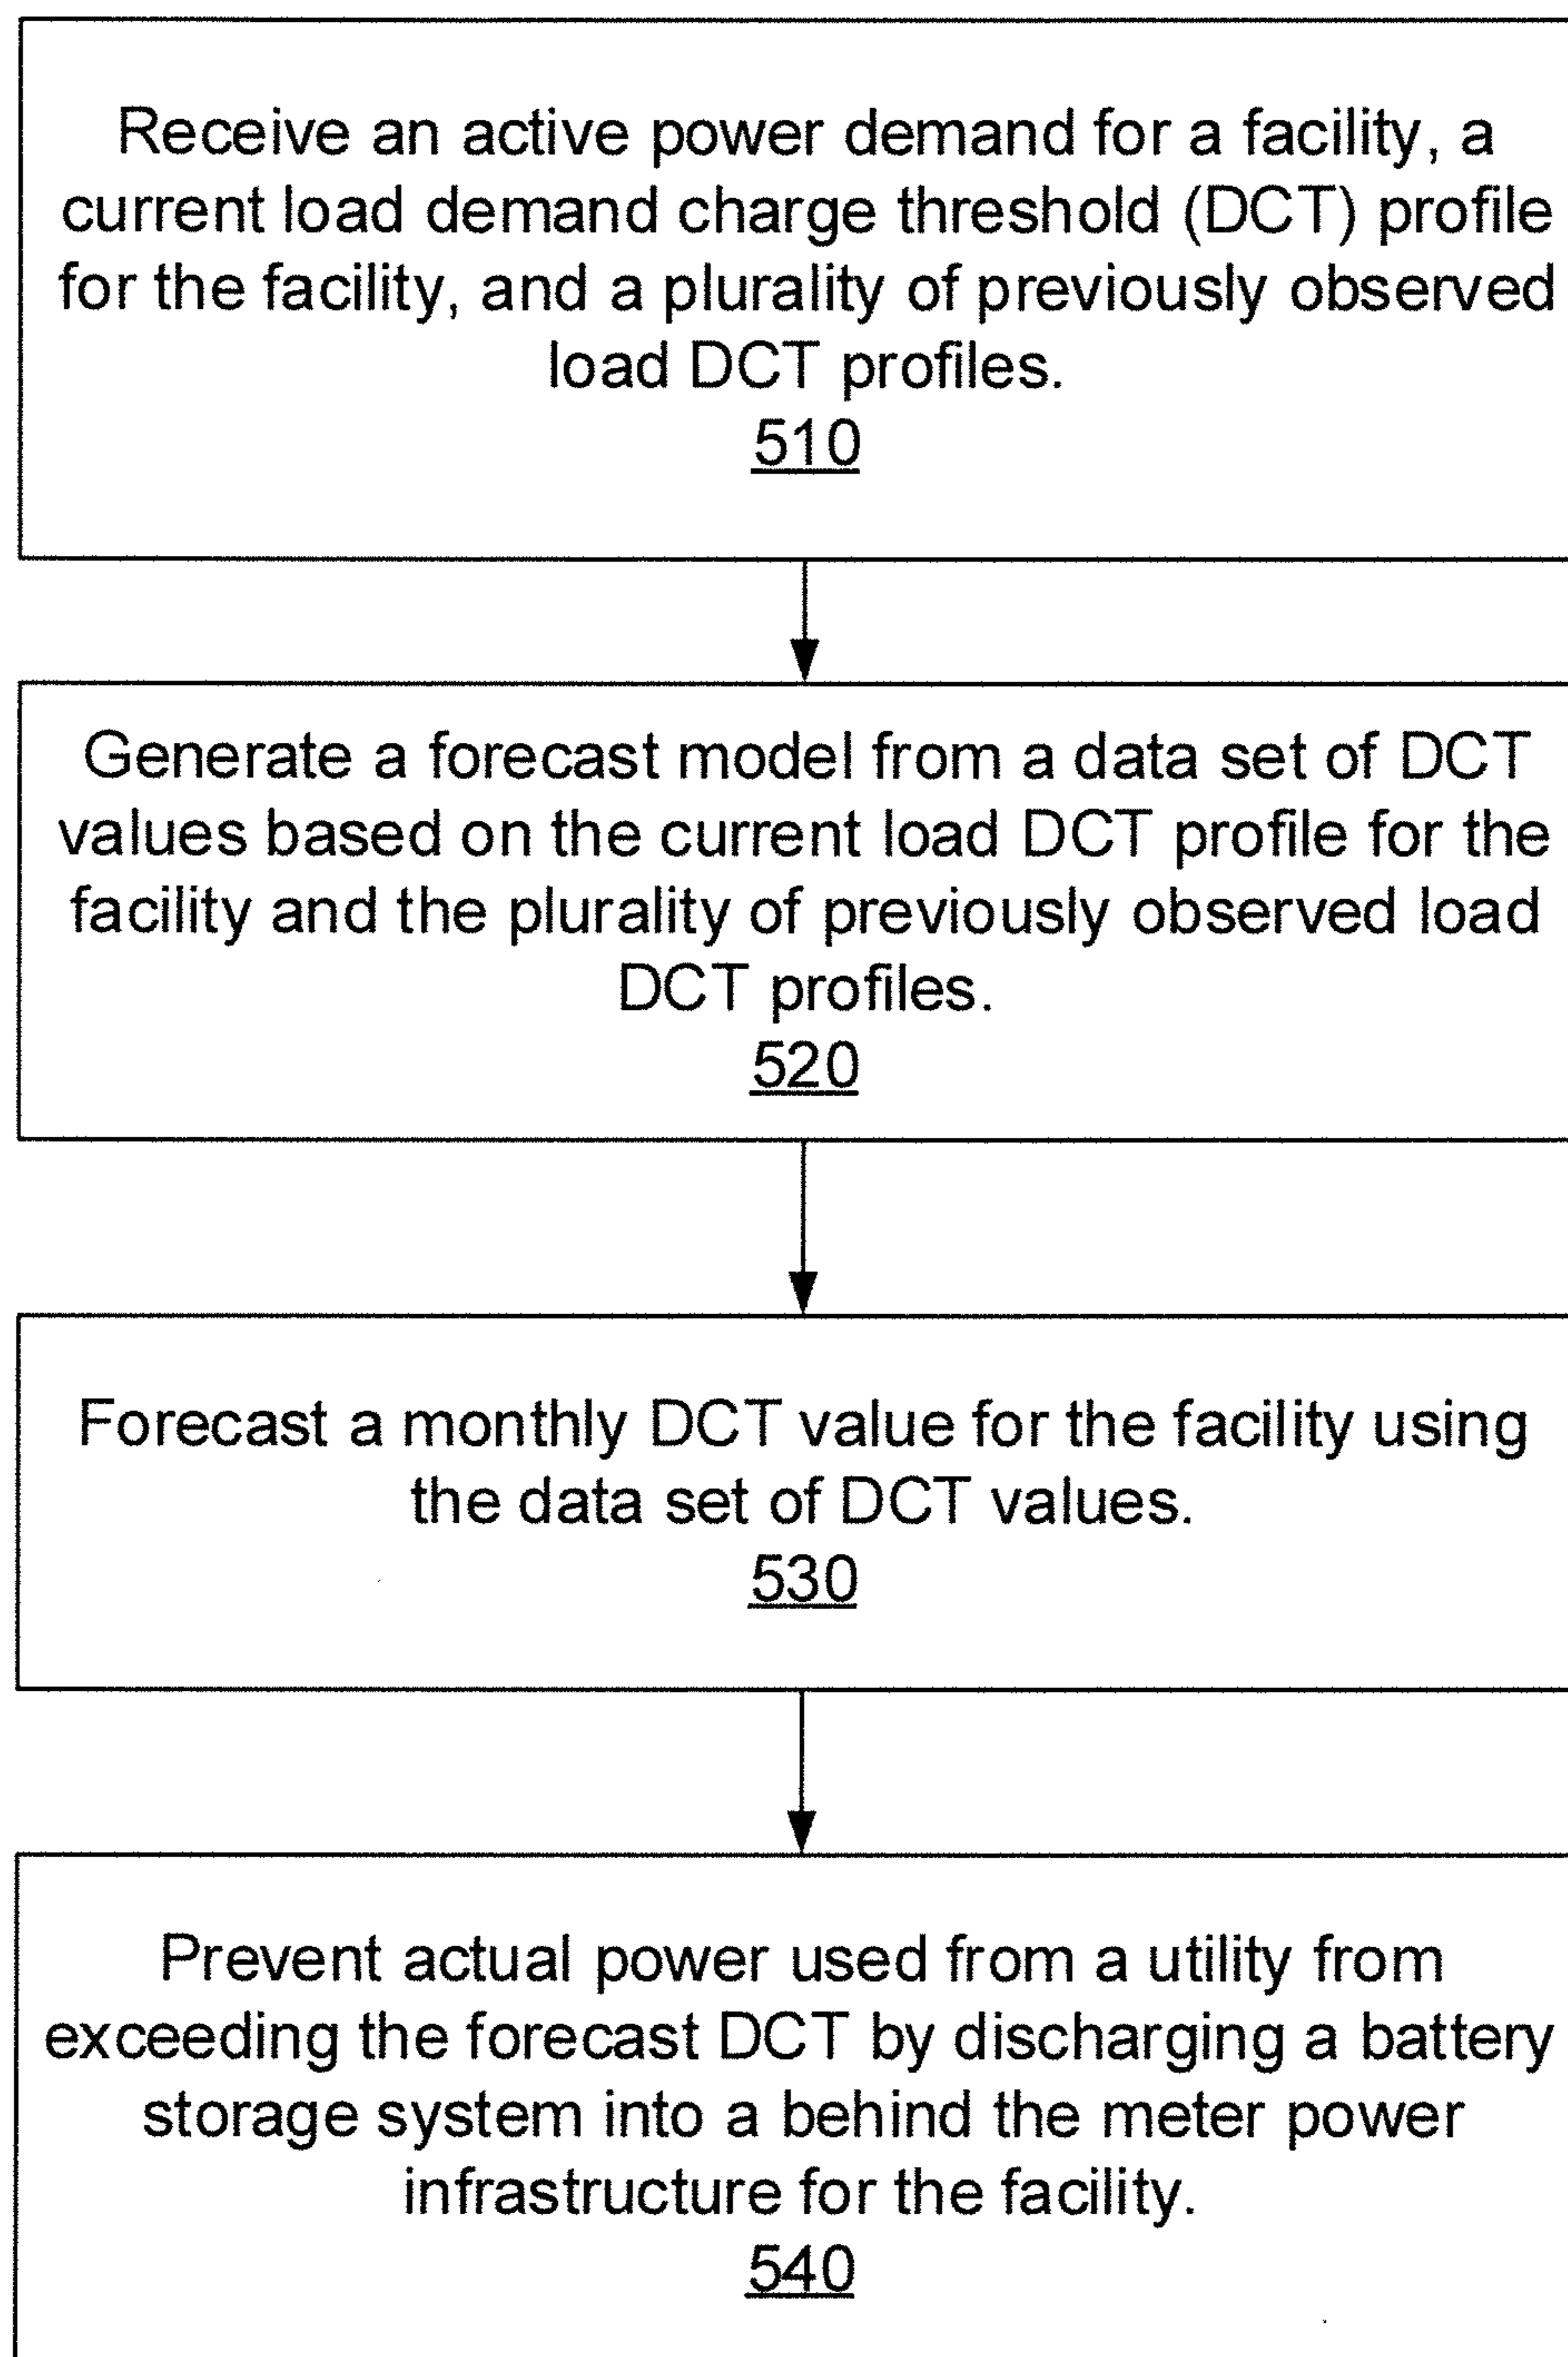 Receive an active power demand for a facility, a
current load demand charge threshold (DCT) profile
for the facility, and a plurality of previously observed
load DCT profiles.
510
Generate a forecast model from a data set of DCT
values based on the current load DCT profile for the
facility and the plurality of previously observed load
DCT profiles.
520
Forecast a monthly DCT value for the facility using
the data set of DCT values.
530
Prevent actual power used from a utility from
exceeding the forecast DCT by discharging a battery
storage system into a behind the meter power
infrastructure for the facility.
540